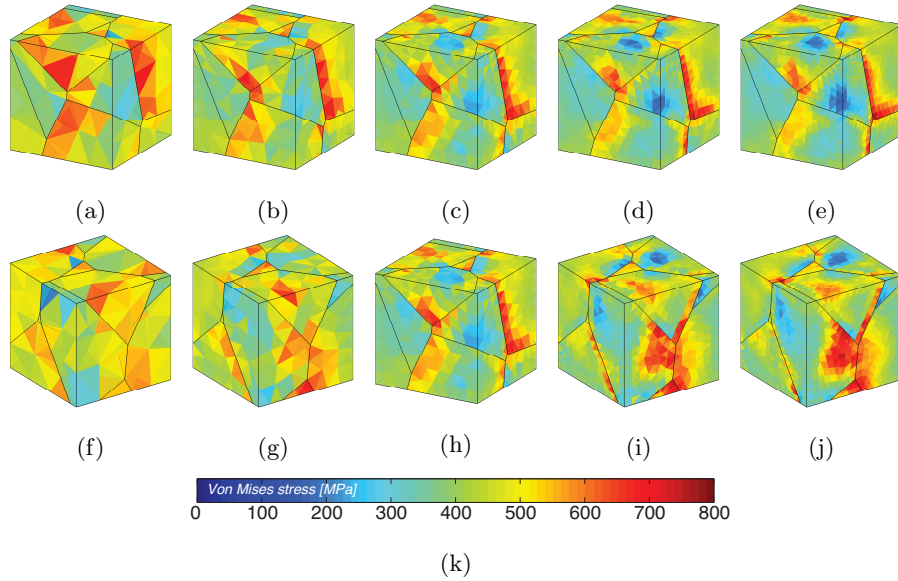 (a) (b) (c) (d) (e)
(f) (g) (h) (i) (j)
Von Mises stress [MPa]
0 100 200 300 400 500 600 700 800
(k)